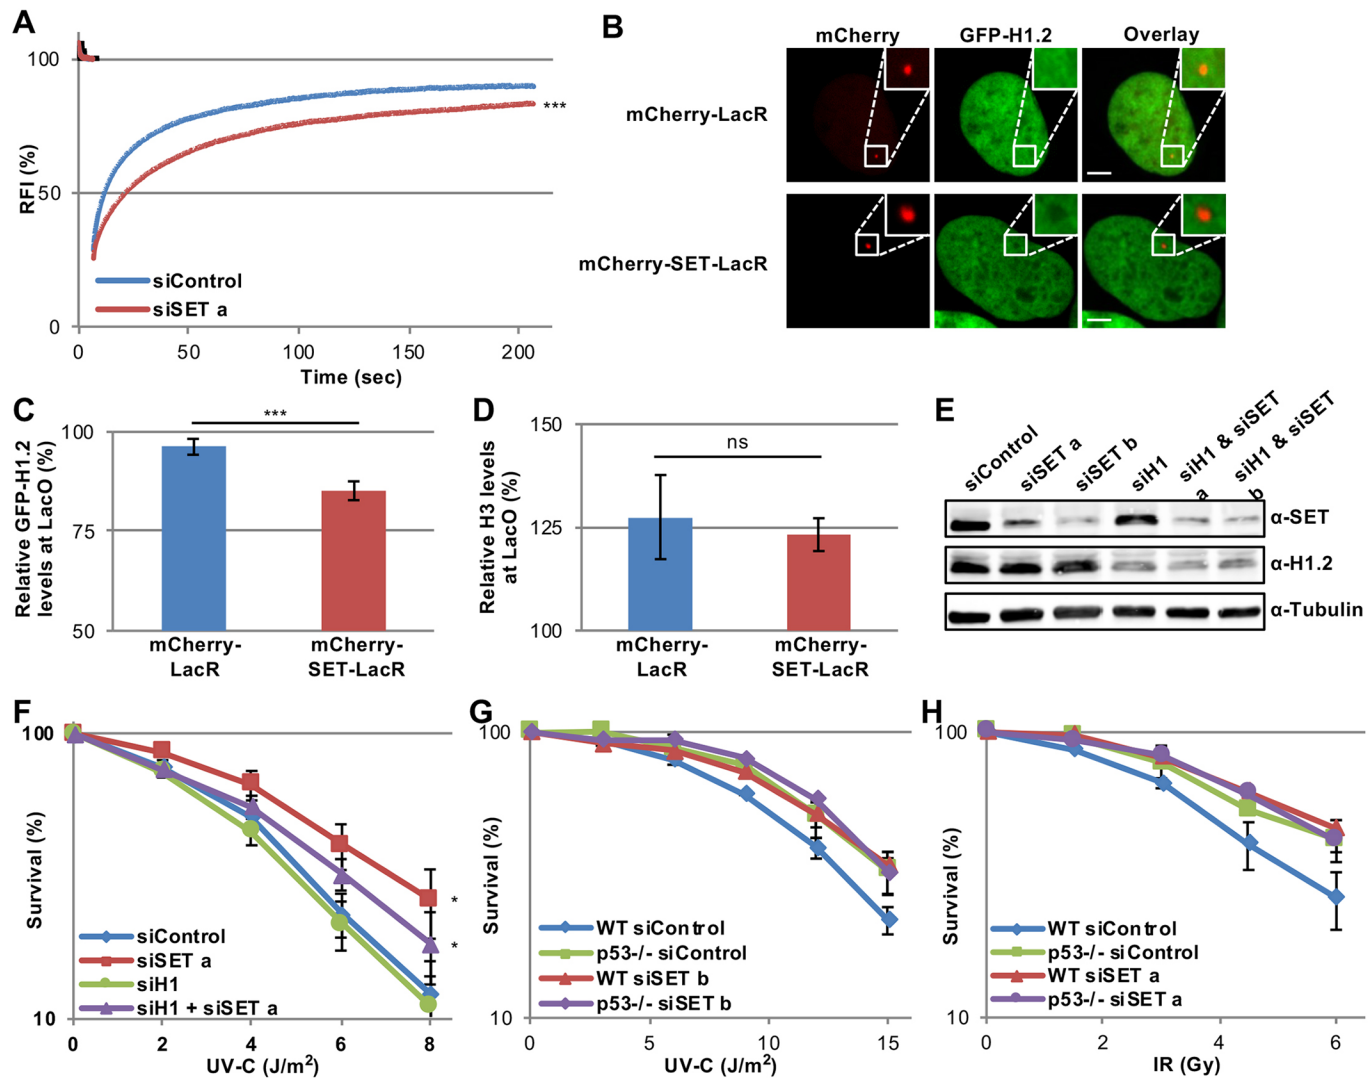 A
RFI (%)
100
50
0
siControl
siSET a
***
0 50 100 150 200
Time (sec)
B
mCherry GFP-H1.2 Overlay
mCherry-LacR
mCherry-SET-LacR
C
Relative GFP-H1.2
levels at LacO (%)
100
75
50
***
mCherry-
LacR
mCherry-
SET-LacR
D
Relative H3 levels
at LacO (%)
150
125
100
ns
mCherry-
LacR
mCherry-
SET-LacR
E
siControl
siSET a
siSET b
siH1
siH1 & siSET
a
siH1 & siSET
b
α-SET
α-H1.2
α-Tubulin
F
Survival (%)
100
10
*
*
siControl
siSET a
siH1
siH1 + siSET a
0 2 4 6 8
UV-C (J/m²)
G
Survival (%)
100
10
WT siControl
p53-/- siControl
WT siSET b
p53-/- siSET b
0 5 10 15
UV-C (J/m²)
H
Survival (%)
100
10
WT siControl
p53-/- siControl
WT siSET a
p53-/- siSET a
0 2 4 6
IR (Gy)